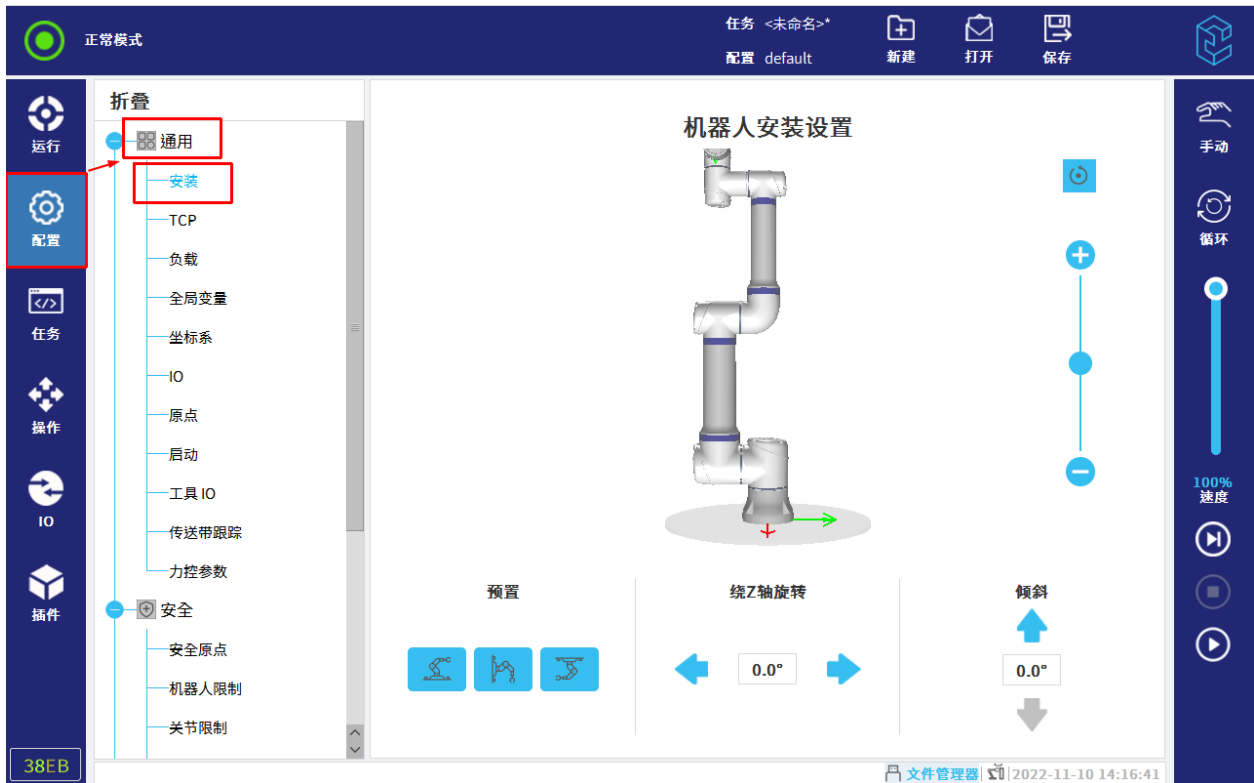 正常模式
任务 <未命名>*
配置 default
新建
打开
保存
运行
配置
任务
操作
IO
插件
38EB
折叠
通用
安装
TCP
负载
全局变量
坐标系
IO
原点
启动
工具 IO
传送带跟踪
力控参数
安全
安全原点
机器人限制
关节限制
机器人安装设置
预置
绕Z轴旋转
0.0°
倾斜
0.0°
手动
循环
100%
速度
文件管理器
2022-11-10 14:16:41